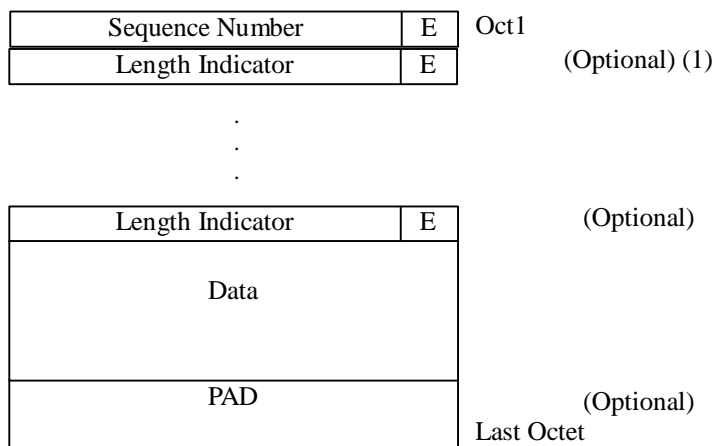 Sequence Number E Oct1
Length Indicator E (Optional) (1)
.
.
.
Length Indicator E (Optional)
Data
PAD (Optional)
Last Octet